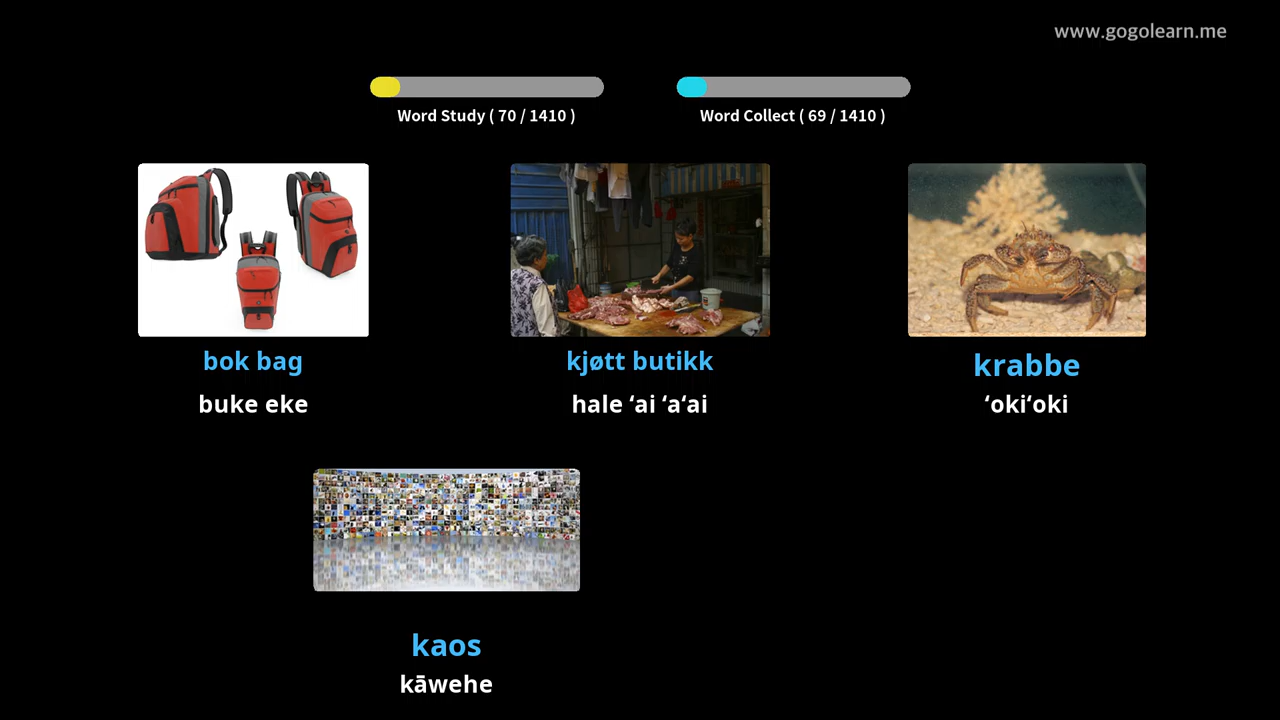 www.gogolearn.me
Word Study ( 70 / 1410 )
Word Collect ( 69 / 1410 )
bok bag
buke eke
kjøtt butikk
hale ʻai ʻaʻai
krabbe
ʻokiʻoki
kaos
kāwehe